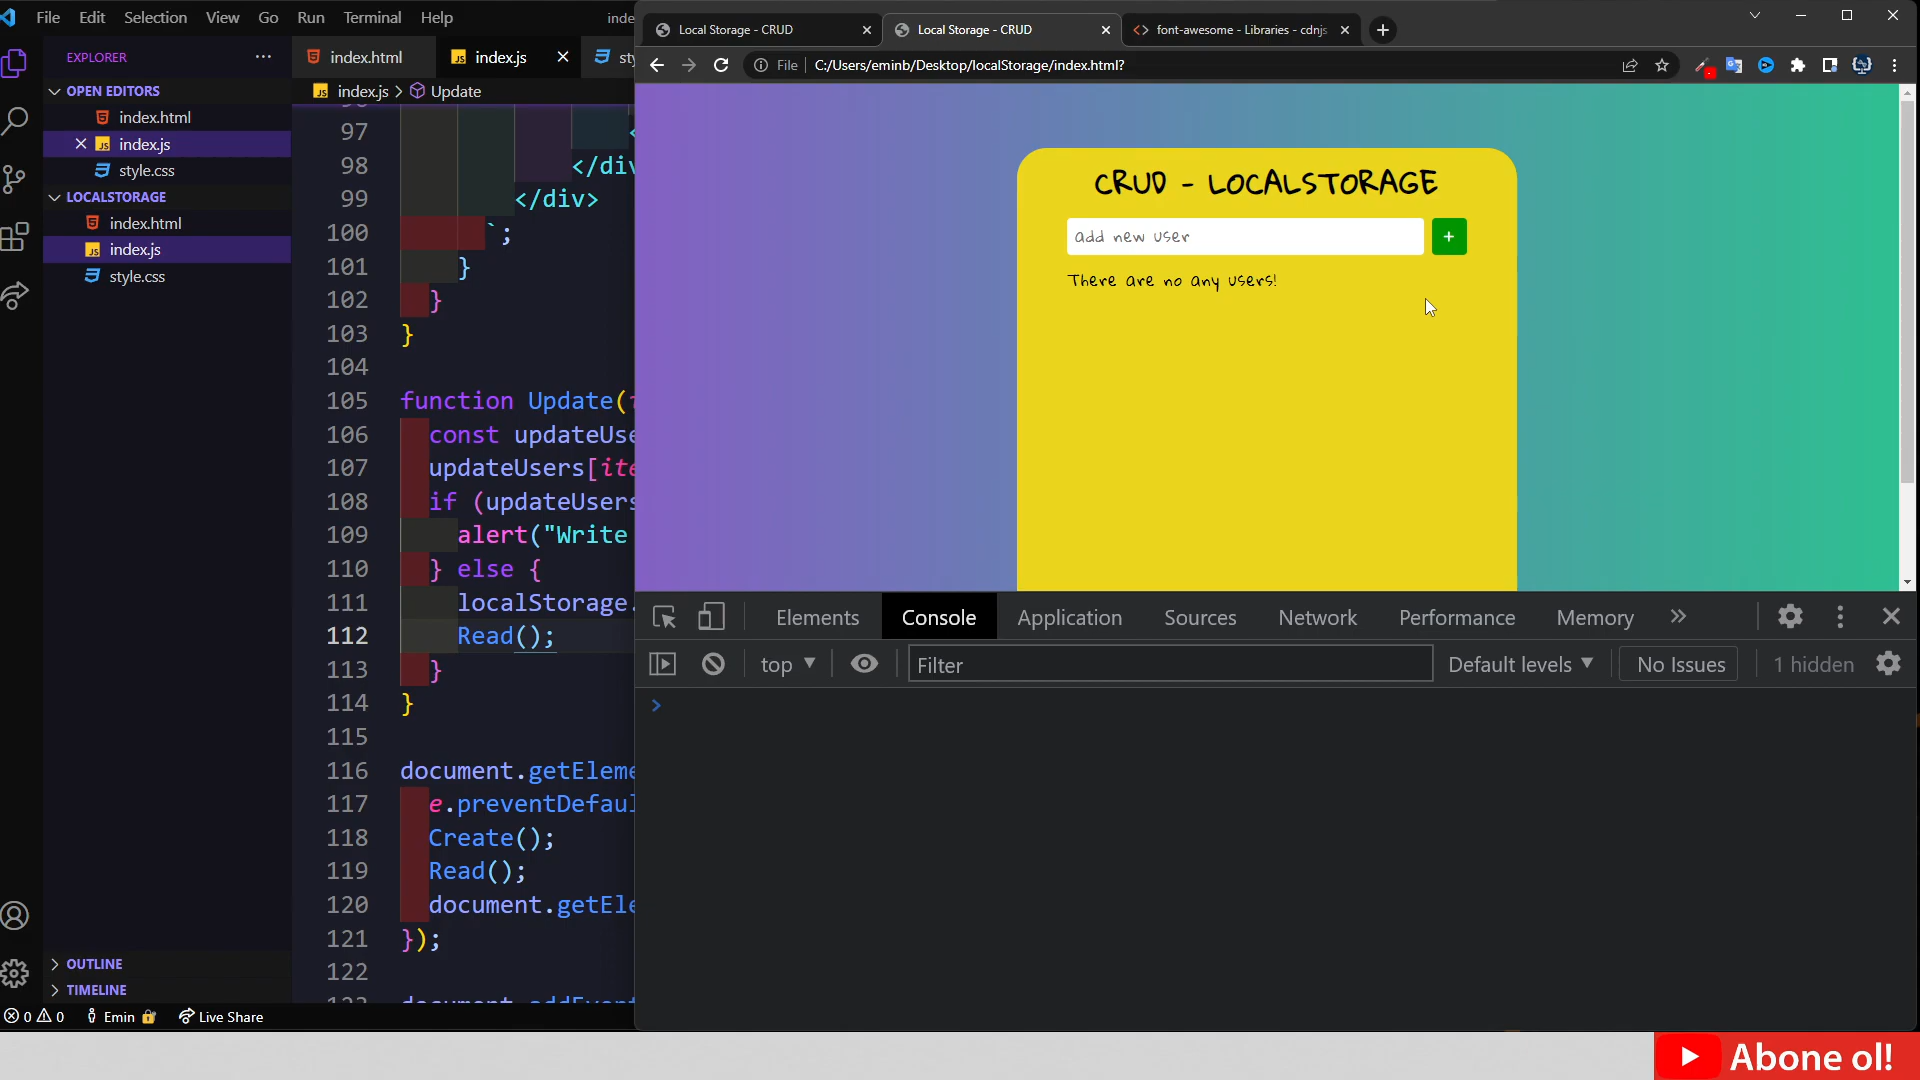 File Edit Selection View Go Run Terminal Help
inde
EXPLORER
OPEN EDITORS
index.html
index.js
style.css
LOCALSTORAGE
index.html
index.js
style.css
OUTLINE
TIMELINE
0 0 Emin Live Share
index.html index.js sty
index.js > Update
97 <
98 </div
99 </div>
100 `;
101 }
102 }
103 }
104
105 function Update(i
106 const updateUse
107 updateUsers[ite
108 if (updateUsers
109 alert("Write
110 } else {
111 localStorage.
112 Read();
113 }
114 }
115
116 document.getEleme
117 e.preventDefaul
118 Create();
119 Read();
120 document.getEle
121 });
122
Local Storage - CRUD Local Storage - CRUD font-awesome - Libraries - cdnjs
File C:/Users/eminb/Desktop/localStorage/index.html?
CRUD - LOCALSTORAGE
add new user +
There are no any users!
Elements Console Application Sources Network Performance Memory »
top Filter Default levels No Issues 1 hidden
>
Abone ol!